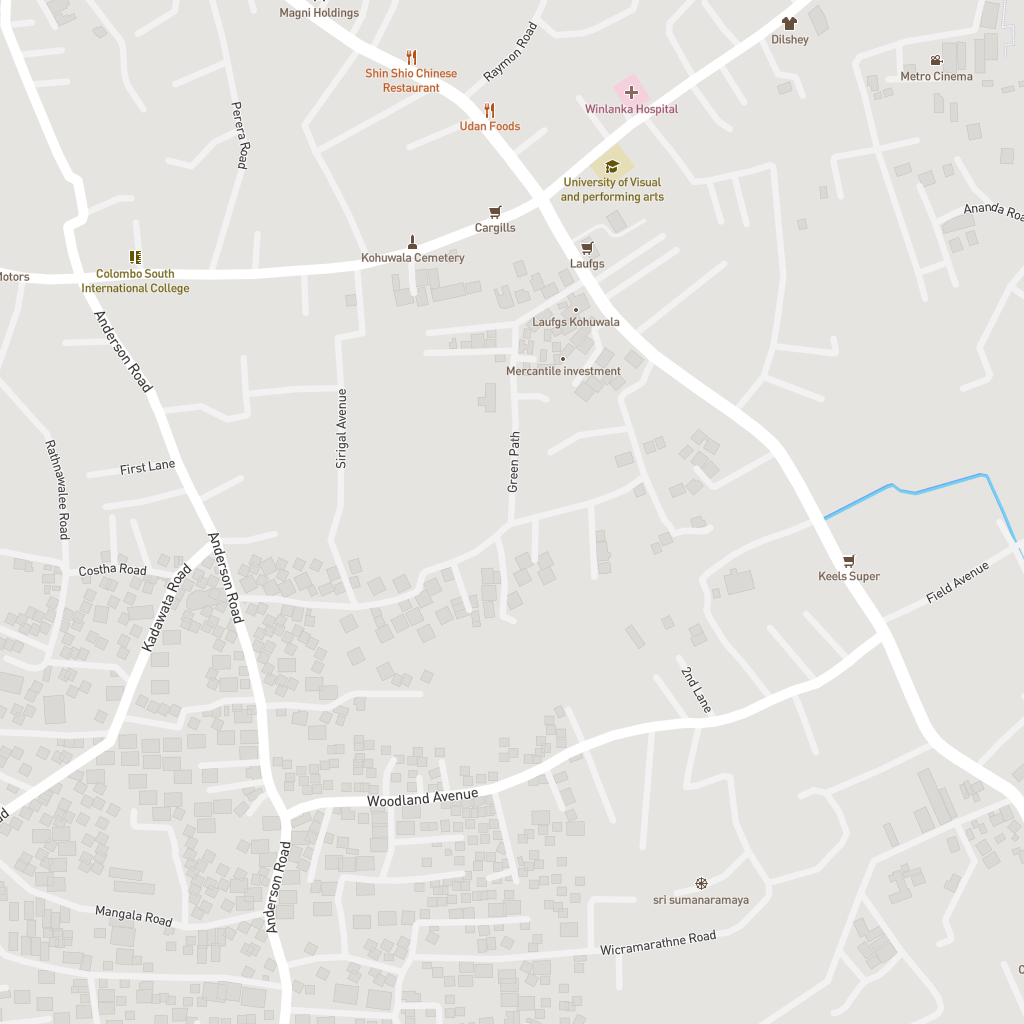 Magni Holdings
Dilshey
Raymon Road
Shin Shio Chinese
Restaurant
Metro Cinema
Winlanka Hospital
Udan Foods
Perera Road
University of Visual
and performing arts
Ananda Roa
Cargills
Kohuwala Cemetery
Laufgs
Motors
Colombo South
International College
Laufgs Kohuwala
Anderson Road
Mercantile investment
Sirigal Avenue
Green Path
First Lane
Rathnawalee Road
Costha Road
Anderson Road
Kadawata Road
Keels Super
Field Avenue
2nd Lane
Woodland Avenue
ad
Anderson Road
sri sumanaramaya
Mangala Road
Wicramarathne Road